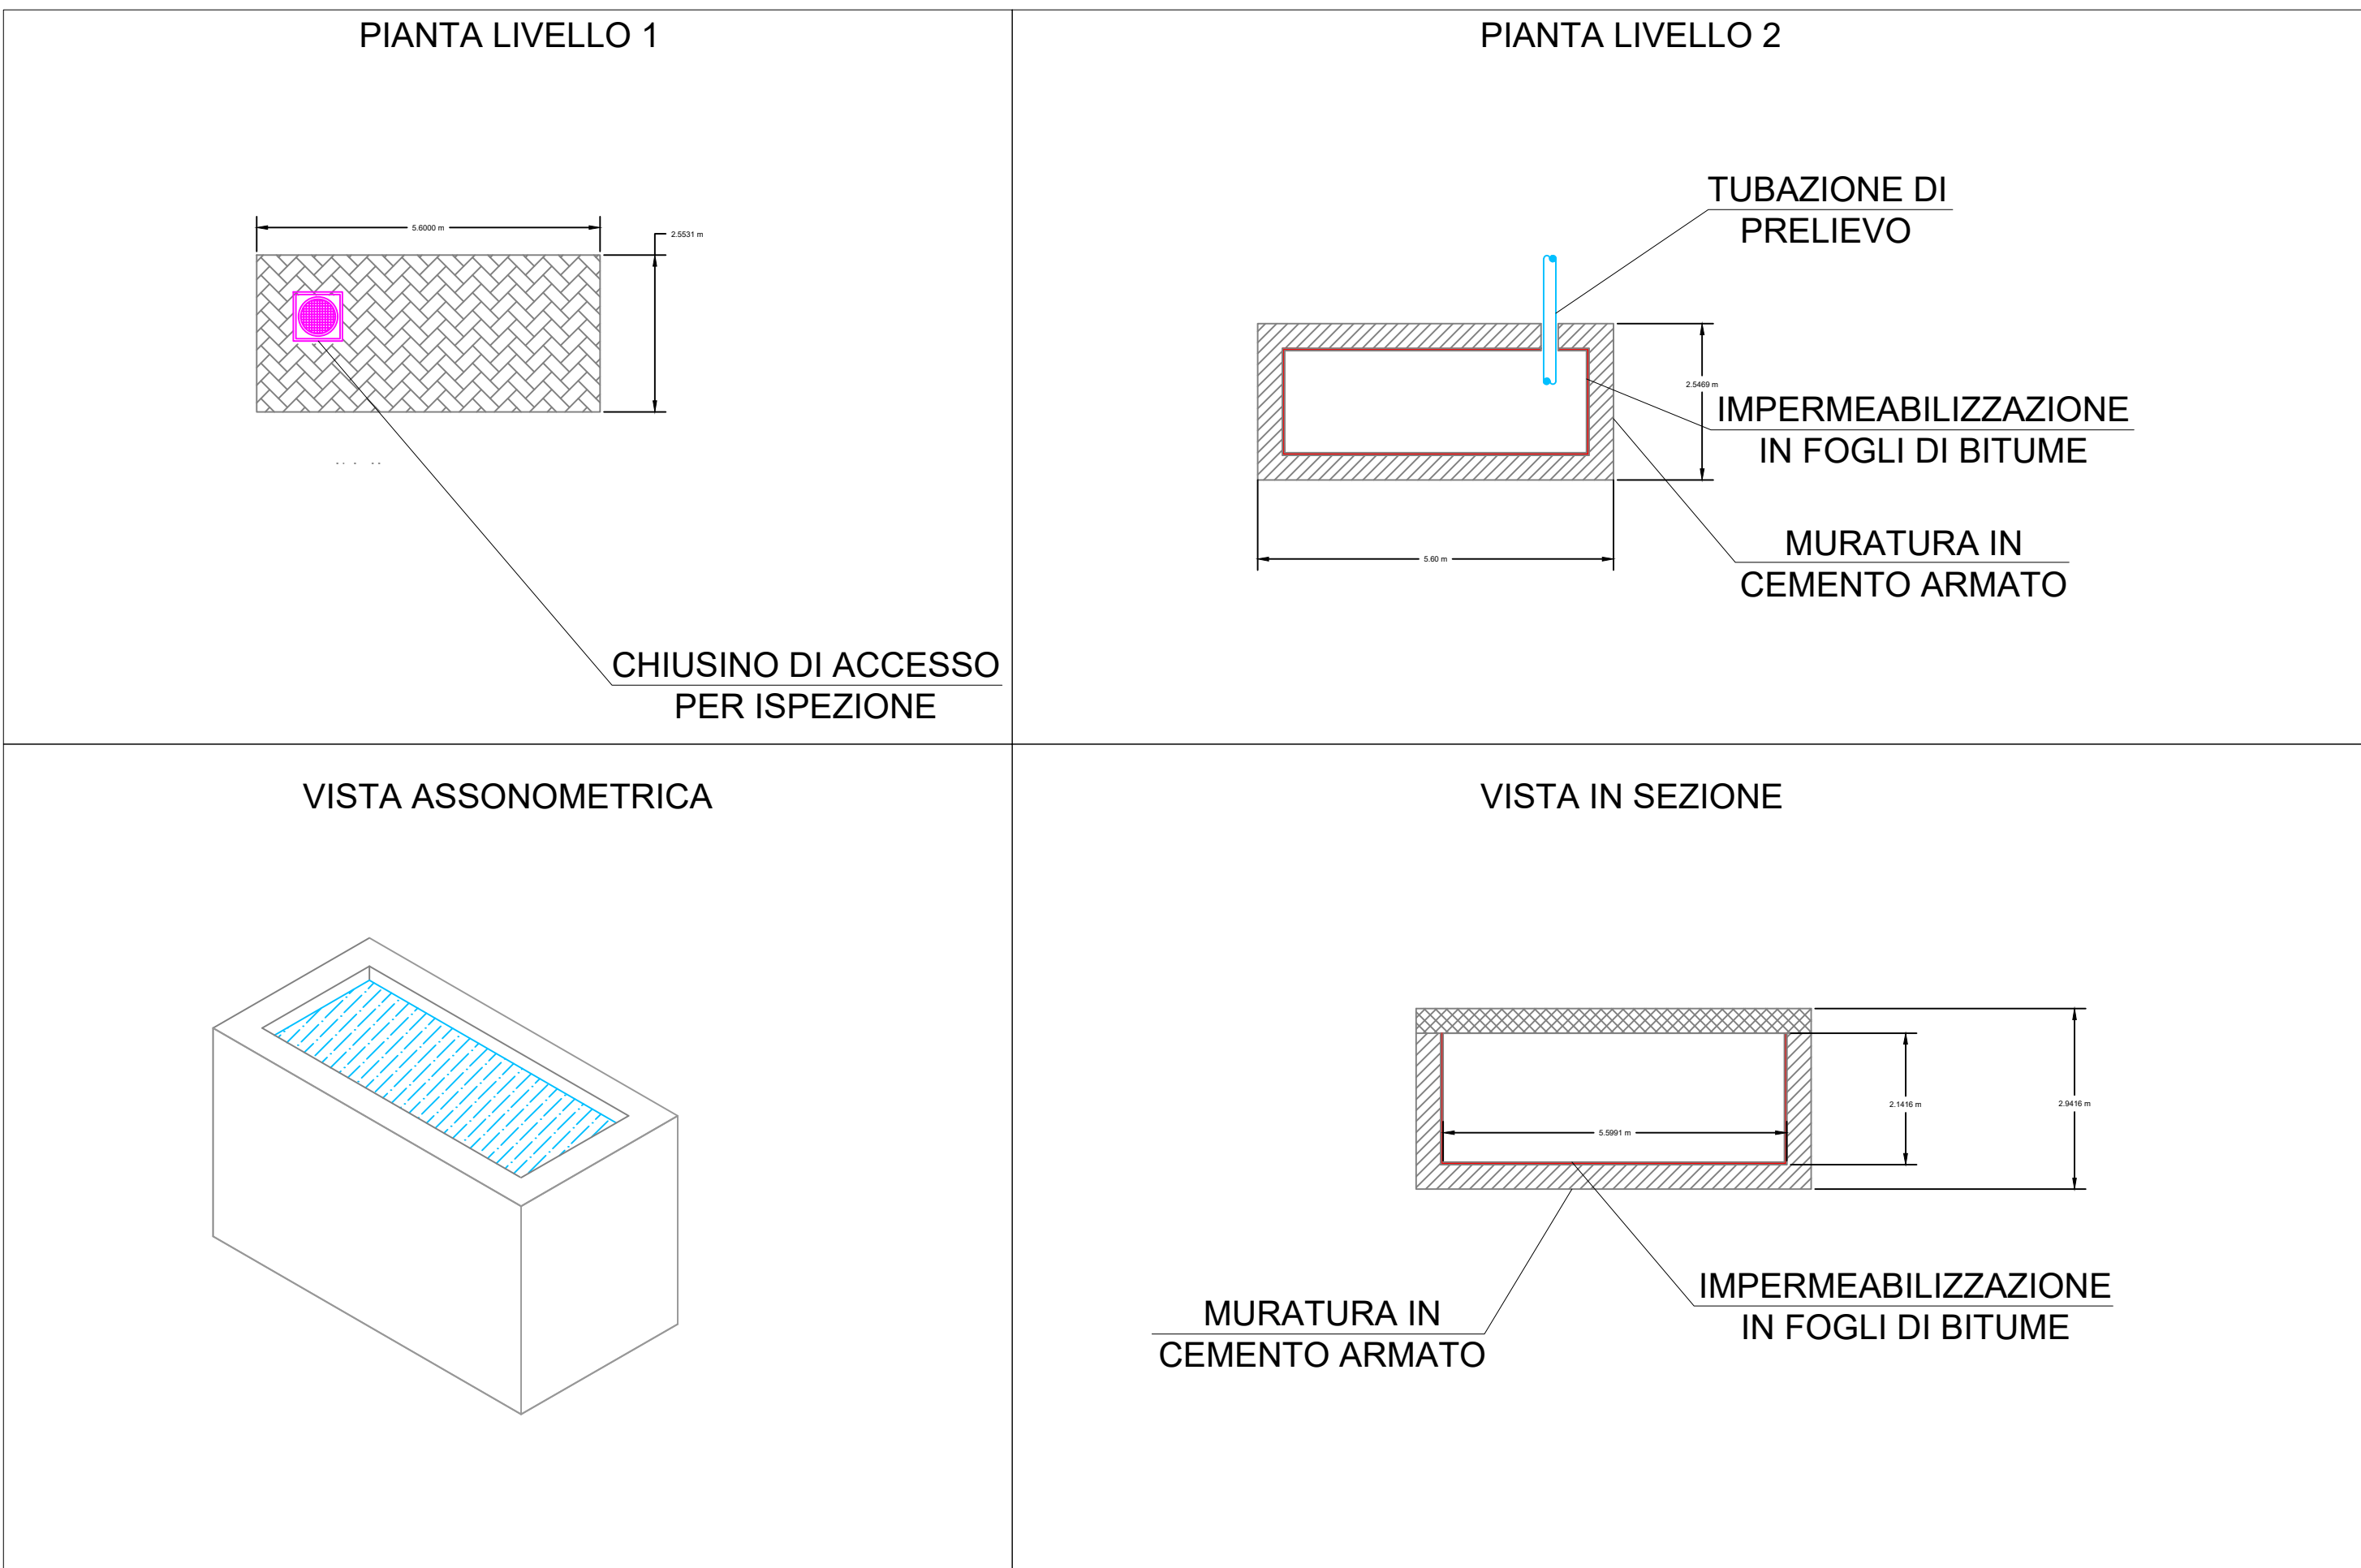 PIANTA LIVELLO 1
5.6000 m
2.5531 m
CHIUSINO DI ACCESSO
PER ISPEZIONE
PIANTA LIVELLO 2
TUBAZIONE DI
PRELIEVO
2.5469 m
IMPERMEABILIZZAZIONE
IN FOGLI DI BITUME
MURATURA IN
CEMENTO ARMATO
5.60 m
VISTA ASSONOMETRICA
VISTA IN SEZIONE
2.1416 m
2.9416 m
5.5991 m
IMPERMEABILIZZAZIONE
IN FOGLI DI BITUME
MURATURA IN
CEMENTO ARMATO